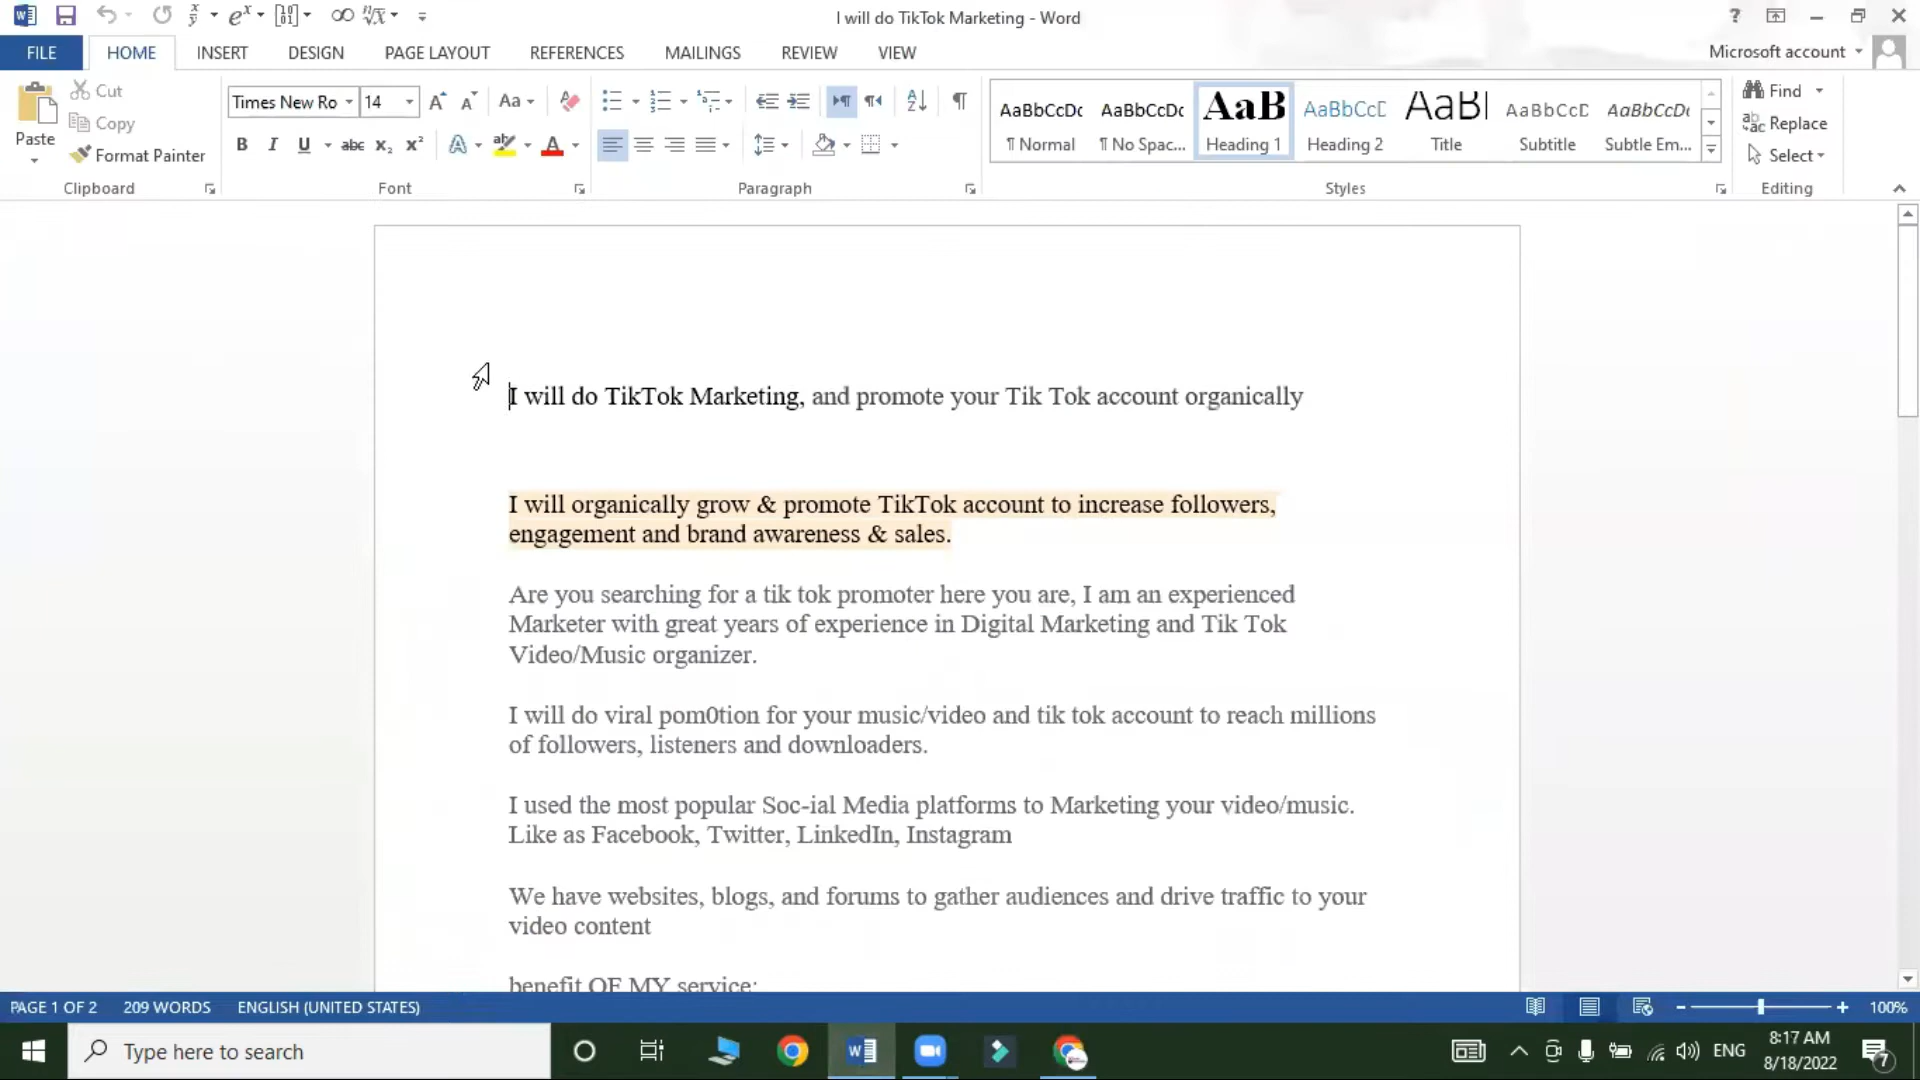 I will do TikTok Marketing - Word
?
FILE HOME INSERT DESIGN PAGE LAYOUT REFERENCES MAILINGS REVIEW VIEW
Microsoft account
Paste
Cut
Copy
Format Painter
Clipboard
Times New Ro 14
Aa
B I U abc X₂ X²
Font
Paragraph
AaBbCcDc AaBbCcDc AaB AaBbCcD AaB AaBbCcD AaBbCcDc
¶ Normal ¶ No Spac... Heading 1 Heading 2 Title Subtitle Subtle Em...
Styles
Find
Replace
Select
Editing
I will do TikTok Marketing, and promote your Tik Tok account organically
I will organically grow & promote TikTok account to increase followers,
engagement and brand awareness & sales.
Are you searching for a tik tok promoter here you are, I am an experienced
Marketer with great years of experience in Digital Marketing and Tik Tok
Video/Music organizer.
I will do viral pom0tion for your music/video and tik tok account to reach millions
of followers, listeners and downloaders.
I used the most popular Soc-ial Media platforms to Marketing your video/music.
Like as Facebook, Twitter, LinkedIn, Instagram
We have websites, blogs, and forums to gather audiences and drive traffic to your
video content
benefit OF MY service:
PAGE 1 OF 2 209 WORDS ENGLISH (UNITED STATES)
100%
Type here to search
ENG
8:17 AM
8/18/2022
7